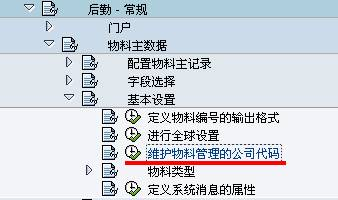 后勤 - 常规
门户
物料主数据
配置物料主记录
字段选择
基本设置
定义物料编号的输出格式
进行全球设置
维护物料管理的公司代码
物料类型
定义系统消息的属性